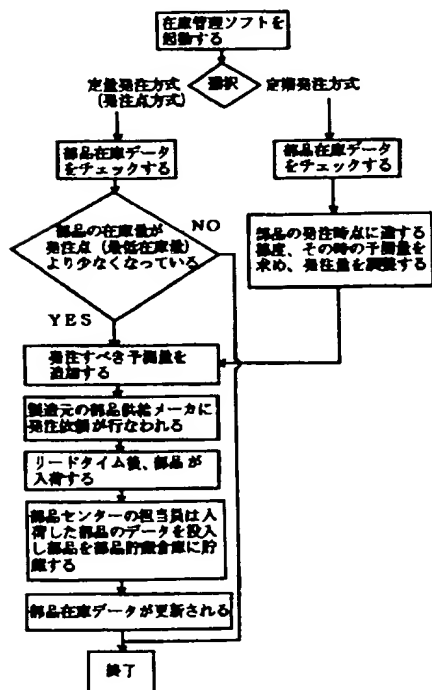 在庫管理ソフトを
起動する
選択
定量発注方式
(発注点方式)
定期発注方式
部品在庫データ
をチェックする
部品在庫データ
をチェックする
部品の在庫量が
発注点(最低在庫量)
より少なくなっている
NO
YES
部品の発注時点に達する
都度、その時の予測量を
求め、発注量を調整する
発注すべき予測量を
追加する
製造元の部品供給メーカに
発注依頼が行なわれる
リードタイム後、部品が
入荷する
部品センターの担当員は入
荷した部品のデータを投入
し部品を部品貯蔵倉庫に貯
蔵する
部品在庫データが更新される
終了